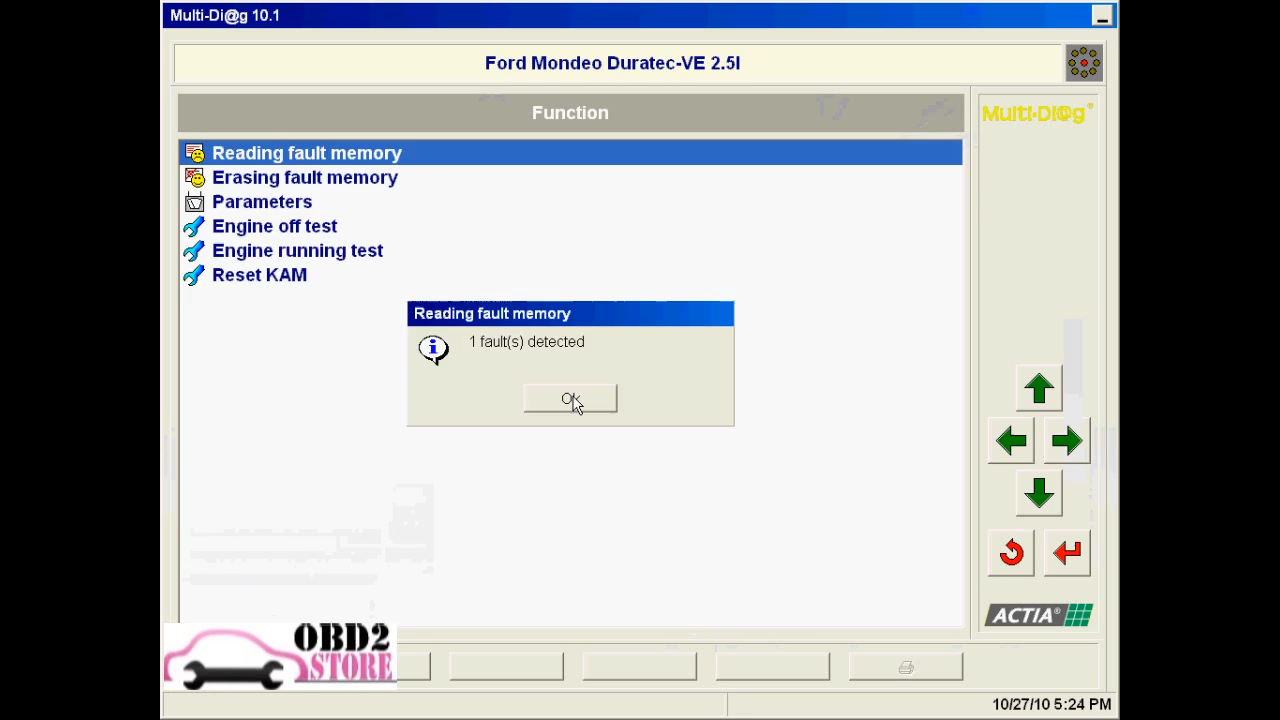 Multi-Di@g 10.1
Ford Mondeo Duratec-VE 2.5l
Function
Multi-Di@g®
Reading fault memory
Erasing fault memory
Parameters
Engine off test
Engine running test
Reset KAM
Reading fault memory
i
1 fault(s) detected
Ok
ACTIA®
OBD2
STORE
10/27/10 5:24 PM